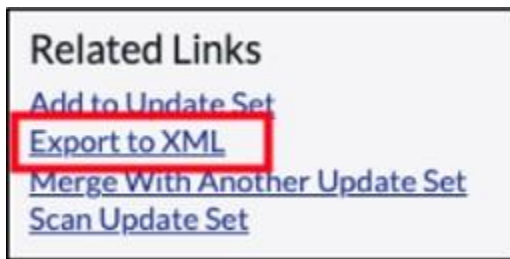 Related Links
Add to Update Set
Export to XML
Merge With Another Update Set
Scan Update Set